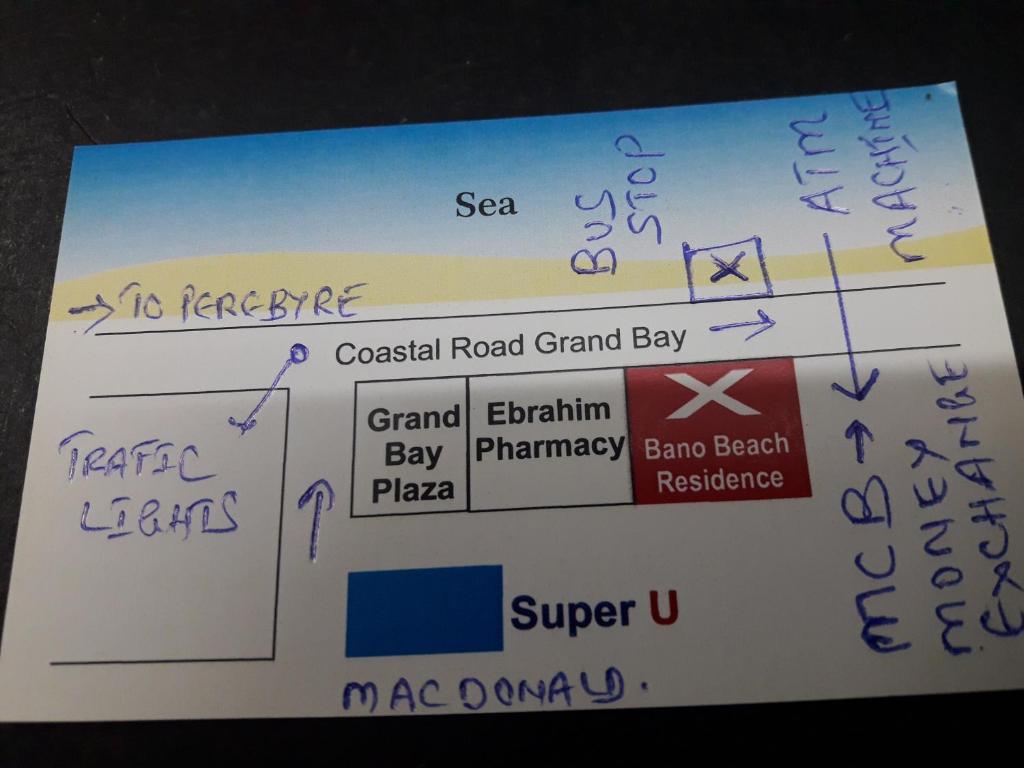 Sea
BUS
STOP
ATM
MACHINE
X
→ TO PEREBYRE
Coastal Road Grand Bay →
TRAFIC
LIGHTS
Grand
Bay
Plaza
Ebrahim
Pharmacy
X
Bano Beach
Residence
MCB →
MONEY
EXCHANGE
Super U
MACDONALD.